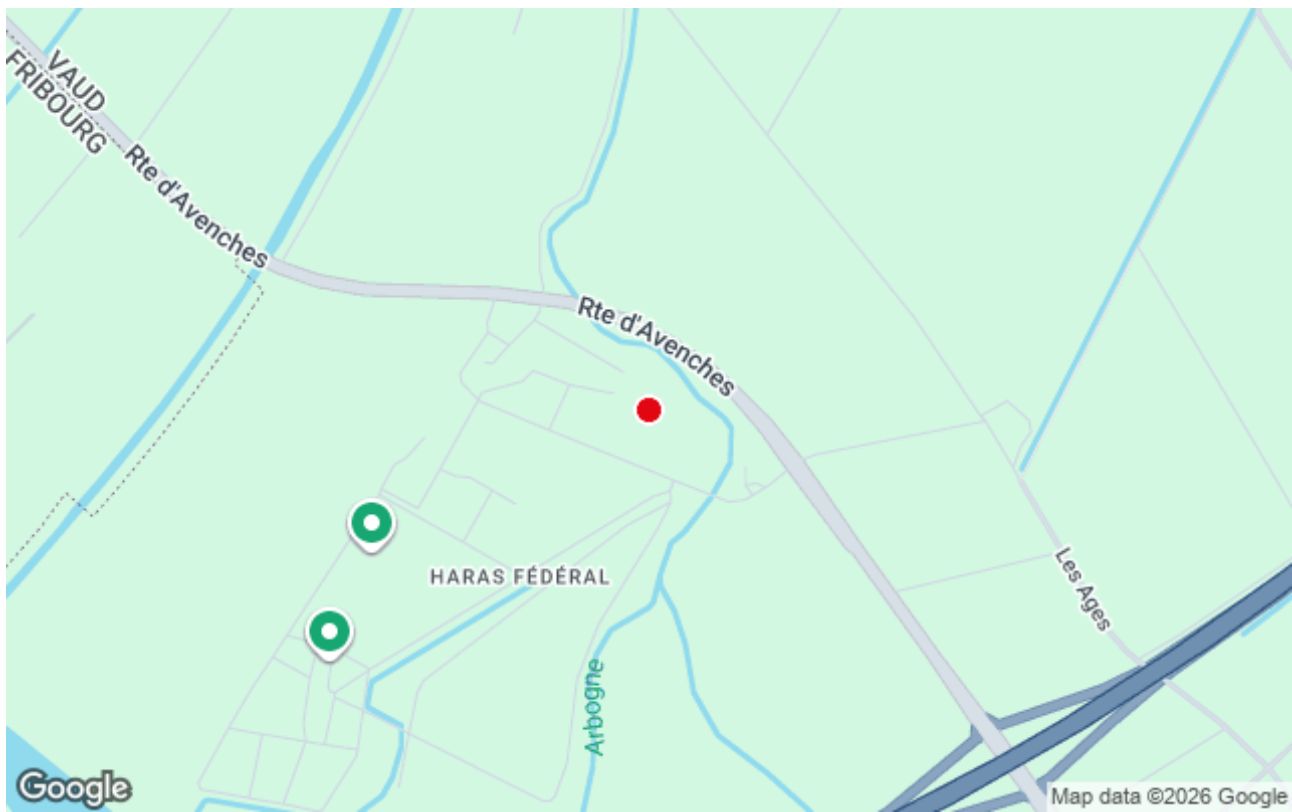 VAUD
FRIBOURG
Rte d'Avenches
Rte d'Avenches
HARAS FÉDÉRAL
Les Ages
Arbogne
Google
Map data ©2026 Google